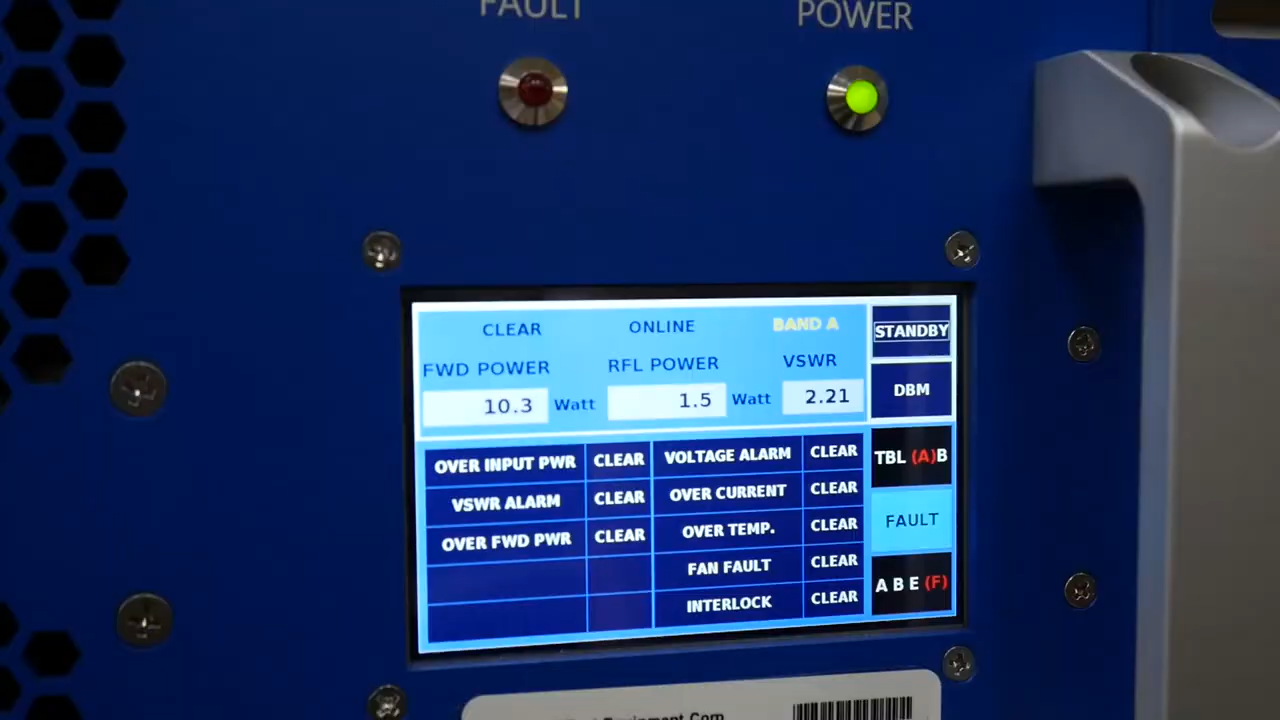 FAULT POWER
CLEAR ONLINE BAND A
FWD POWER RFL POWER VSWR
10.3 Watt 1.5 Watt 2.21
STANDBY
DBM
TBL (A)B
FAULT
A B E (F)
OVER INPUT PWR CLEAR VOLTAGE ALARM CLEAR
VSWR ALARM CLEAR OVER CURRENT CLEAR
OVER FWD PWR CLEAR OVER TEMP. CLEAR
FAN FAULT CLEAR
INTERLOCK CLEAR
Equipment Corp